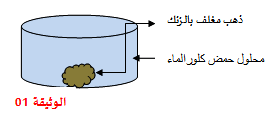 ذهب مغلف بالزنك
محلول حمض كلور الماء
الوثيقة 01